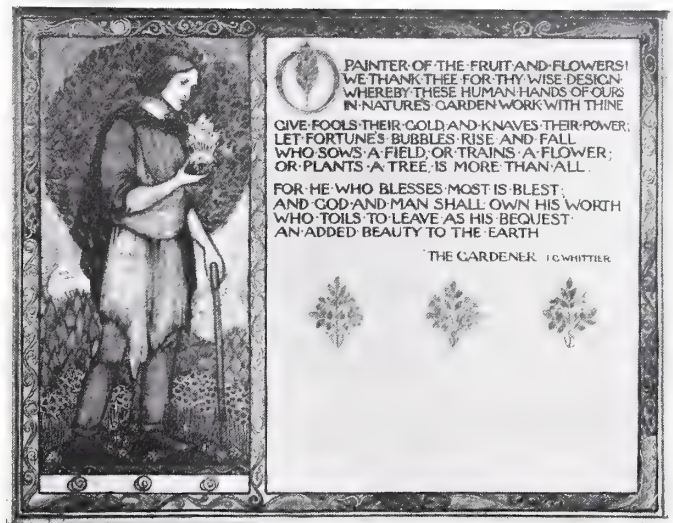 O PAINTER·OF·THE·FRUIT·AND·FLOWERS!
WE·THANK·THEE·FOR·THY·WISE·DESIGN·
WHEREBY·THESE·HUMAN·HANDS·OF·OURS
IN·NATURE'S·GARDEN·WORK·WITH·THINE
GIVE·FOOLS·THEIR·GOLD·AND·KNAVES·THEIR·POWER;
LET·FORTUNE'S·BUBBLES·RISE·AND·FALL
WHO·SOWS·A·FIELD,·OR·TRAINS·A·FLOWER;
OR·PLANTS·A·TREE,·IS·MORE·THAN·ALL.
FOR·HE·WHO·BLESSES·MOST·IS·BLEST;
AND·GOD·AND·MAN·SHALL·OWN·HIS·WORTH
WHO·TOILS·TO·LEAVE·AS·HIS·BEQUEST·
AN·ADDED·BEAUTY·TO·THE·EARTH
THE GARDENER J.G.WHITTIER